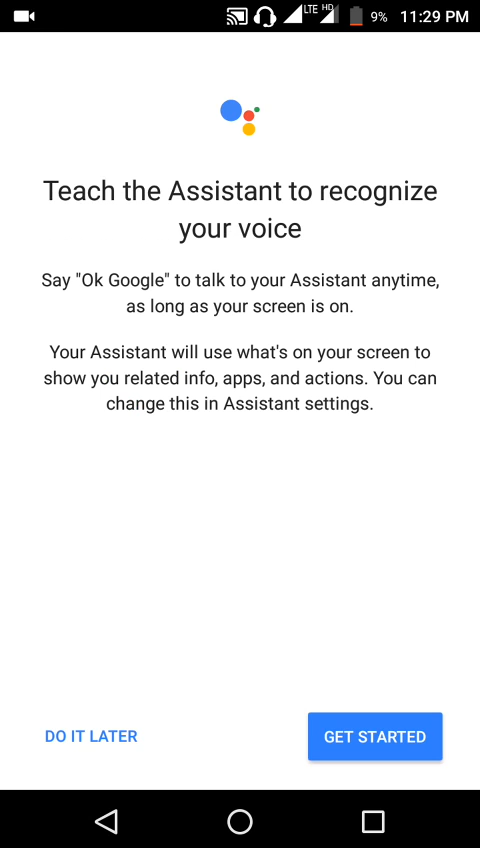 LTE HD 9% 11:29 PM
Teach the Assistant to recognize
your voice
Say "Ok Google" to talk to your Assistant anytime,
as long as your screen is on.
Your Assistant will use what's on your screen to
show you related info, apps, and actions. You can
change this in Assistant settings.
DO IT LATER
GET STARTED